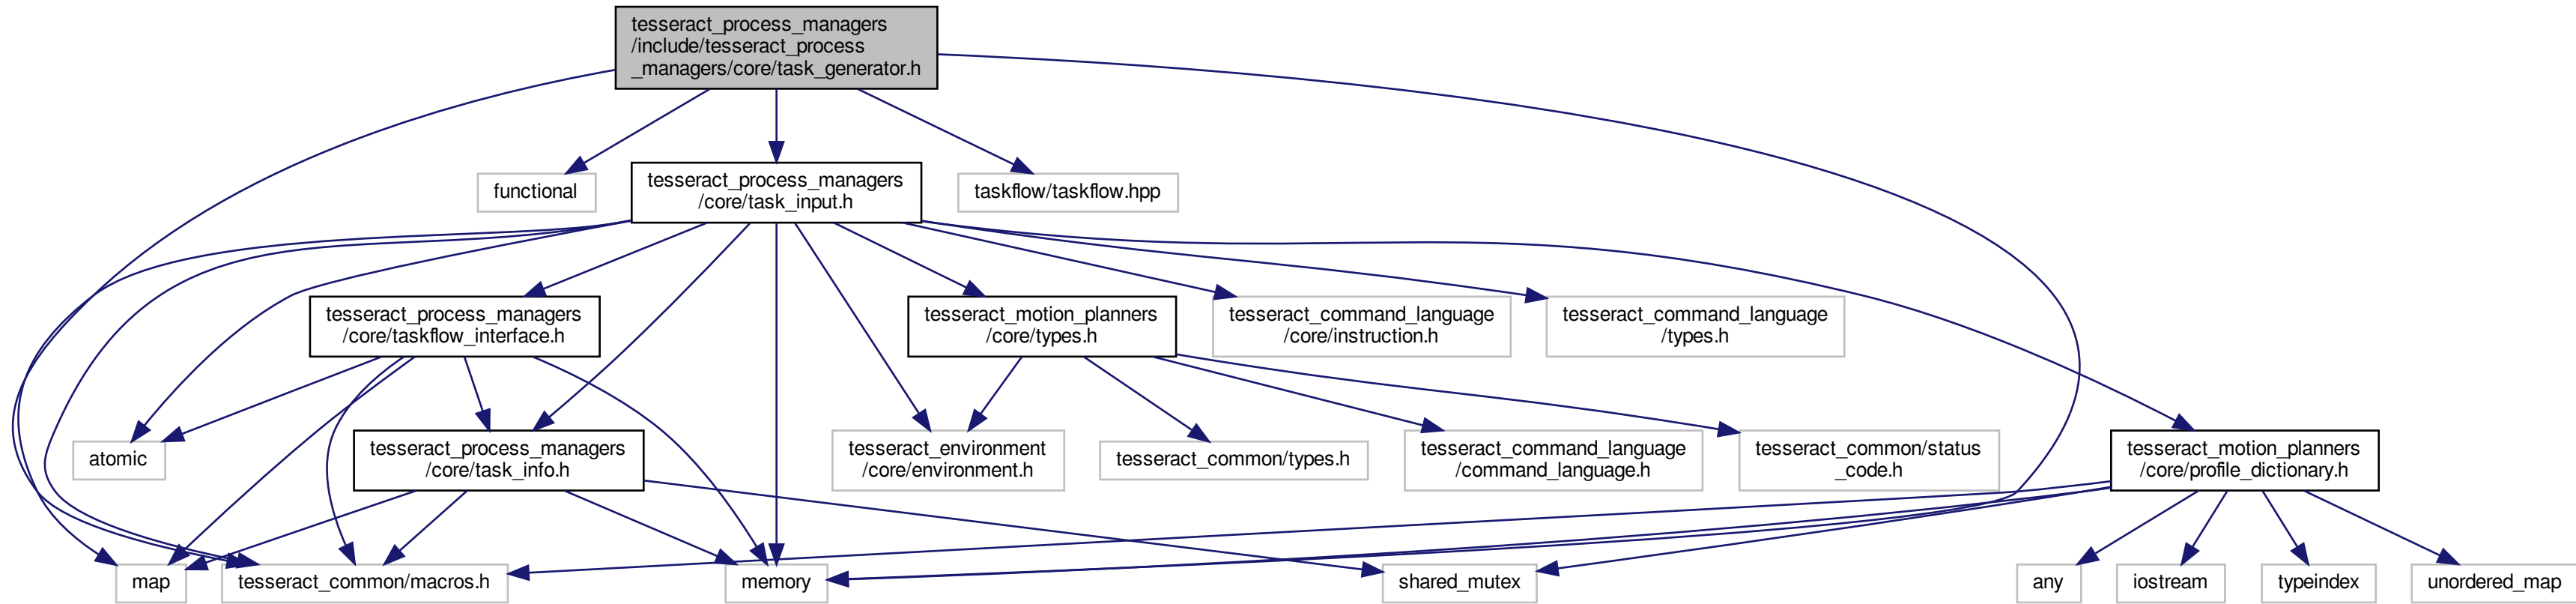 tesseract_process_managers
/include/tesseract_process
_managers/core/task_generator.h
functional
tesseract_process_managers
/core/task_input.h
taskflow/taskflow.hpp
tesseract_process_managers
/core/taskflow_interface.h
tesseract_motion_planners
/core/types.h
tesseract_command_language
/core/instruction.h
tesseract_command_language
/types.h
atomic
tesseract_process_managers
/core/task_info.h
tesseract_environment
/core/environment.h
tesseract_common/types.h
tesseract_command_language
/command_language.h
tesseract_common/status
_code.h
tesseract_motion_planners
/core/profile_dictionary.h
map
tesseract_common/macros.h
memory
shared_mutex
any
iostream
typeindex
unordered_map